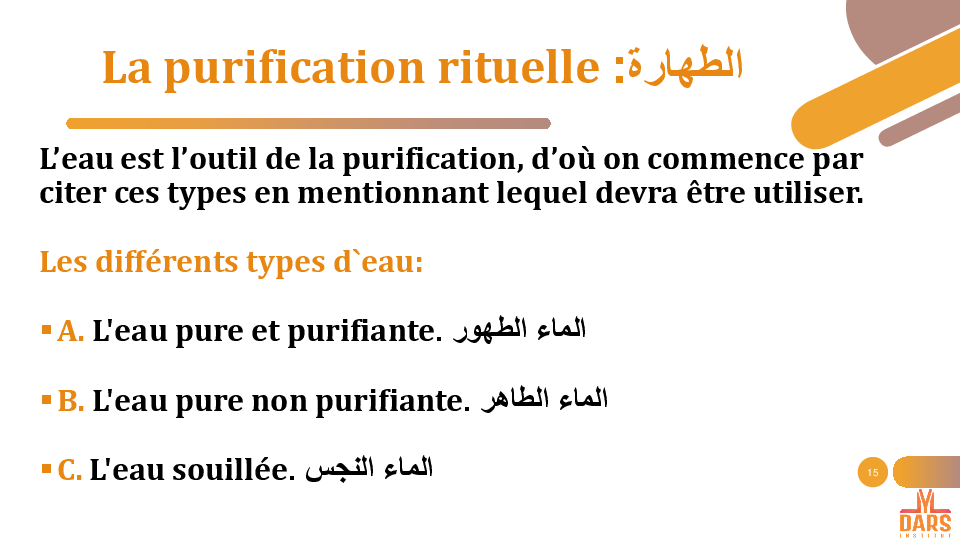 La purification rituelle :الطهارة
L’eau est l’outil de la purification, d’où on commence par
citer ces types en mentionnant lequel devra être utiliser.
Les différents types d`eau:
▪ A. L'eau pure et purifiante. الماء الطهور
▪ B. L'eau pure non purifiante. الماء الطاهر
▪ C. L'eau souillée. الماء النجس
15
DARS
INSTITUT